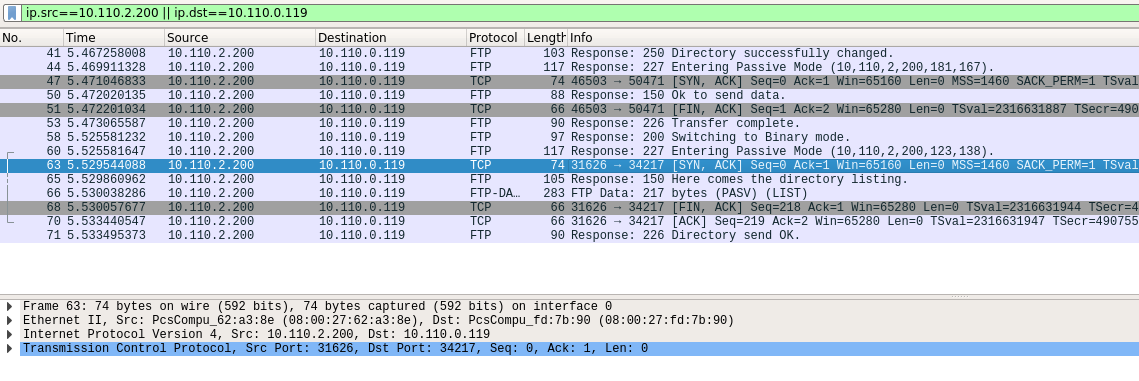 ip.src==10.110.2.200 || ip.dst==10.110.0.119
No. Time Source Destination Protocol Length Info
41 5.467258008 10.110.2.200 10.110.0.119 FTP 103 Response: 250 Directory successfully changed.
44 5.469911328 10.110.2.200 10.110.0.119 FTP 117 Response: 227 Entering Passive Mode (10,110,2,200,181,167).
47 5.471046833 10.110.2.200 10.110.0.119 TCP 74 46503 → 50471 [SYN, ACK] Seq=0 Ack=1 Win=65160 Len=0 MSS=1460 SACK_PERM=1 TSval
50 5.472020135 10.110.2.200 10.110.0.119 FTP 88 Response: 150 Ok to send data.
51 5.472201034 10.110.2.200 10.110.0.119 TCP 66 46503 → 50471 [FIN, ACK] Seq=1 Ack=2 Win=65280 Len=0 TSval=2316631887 TSecr=490
53 5.473065587 10.110.2.200 10.110.0.119 FTP 90 Response: 226 Transfer complete.
58 5.525581232 10.110.2.200 10.110.0.119 FTP 97 Response: 200 Switching to Binary mode.
60 5.525581647 10.110.2.200 10.110.0.119 FTP 117 Response: 227 Entering Passive Mode (10,110,2,200,123,138).
63 5.529544088 10.110.2.200 10.110.0.119 TCP 74 31626 → 34217 [SYN, ACK] Seq=0 Ack=1 Win=65160 Len=0 MSS=1460 SACK_PERM=1 TSval
65 5.529860962 10.110.2.200 10.110.0.119 FTP 105 Response: 150 Here comes the directory listing.
66 5.530038286 10.110.2.200 10.110.0.119 FTP-DA… 283 FTP Data: 217 bytes (PASV) (LIST)
68 5.530057677 10.110.2.200 10.110.0.119 TCP 66 31626 → 34217 [FIN, ACK] Seq=218 Ack=1 Win=65280 Len=0 TSval=2316631944 TSecr=4
70 5.533440547 10.110.2.200 10.110.0.119 TCP 66 31626 → 34217 [ACK] Seq=219 Ack=2 Win=65280 Len=0 TSval=2316631947 TSecr=490755
71 5.533495373 10.110.2.200 10.110.0.119 FTP 90 Response: 226 Directory send OK.
Frame 63: 74 bytes on wire (592 bits), 74 bytes captured (592 bits) on interface 0
Ethernet II, Src: PcsCompu_62:a3:8e (08:00:27:62:a3:8e), Dst: PcsCompu_fd:7b:90 (08:00:27:fd:7b:90)
Internet Protocol Version 4, Src: 10.110.2.200, Dst: 10.110.0.119
Transmission Control Protocol, Src Port: 31626, Dst Port: 34217, Seq: 0, Ack: 1, Len: 0